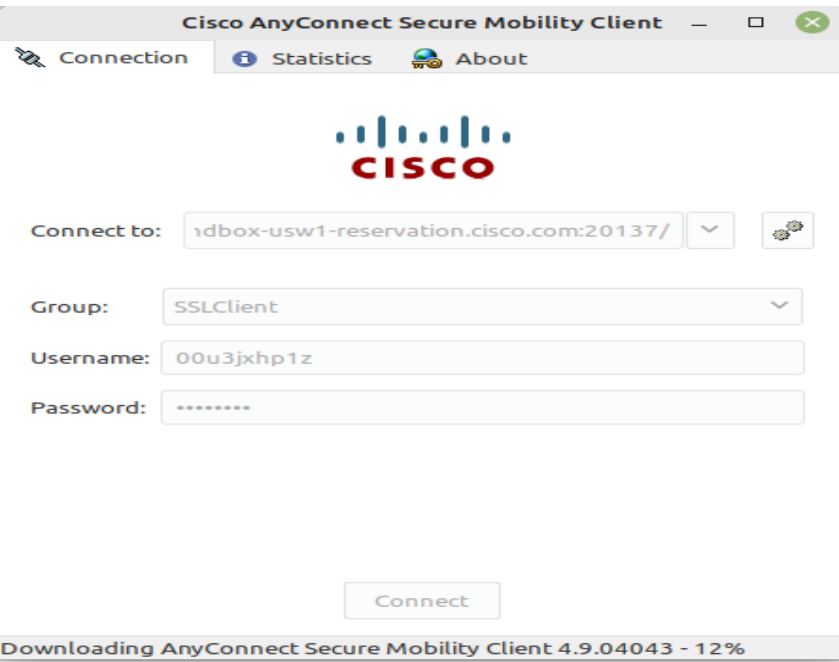 Cisco AnyConnect Secure Mobility Client
Connection Statistics About
CISCO
Connect to: dbox-usw1-reservation.cisco.com:20137/
Group: SSLClient
Username: 00u3jxhp1z
Password: ••••••••
Connect
Downloading AnyConnect Secure Mobility Client 4.9.04043 - 12%